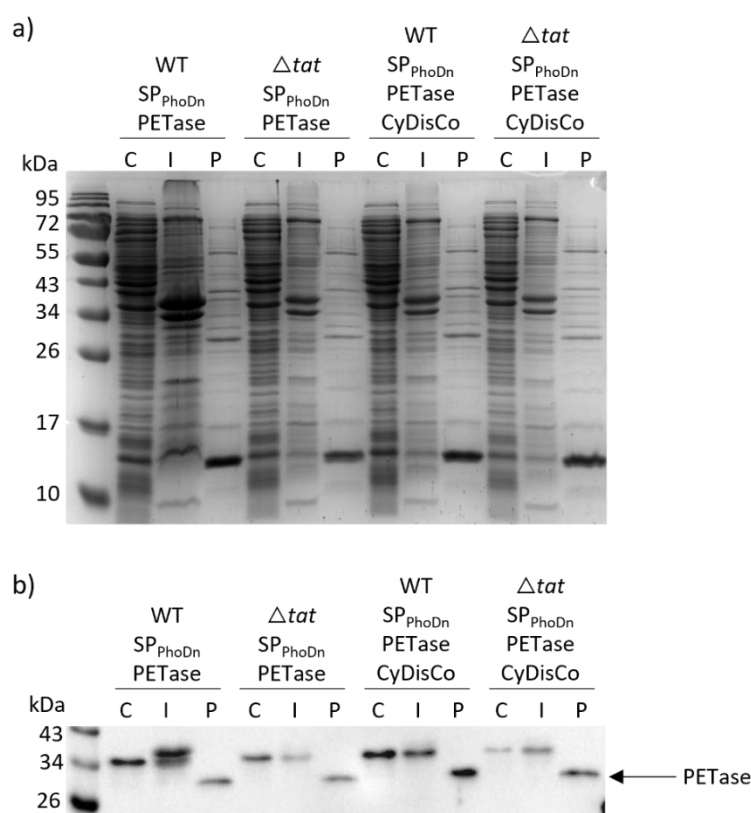 a)
WT △tat WT △tat
SPPhoDn SPPhoDn SPPhoDn SPPhoDn
PETase PETase PETase PETase
CyDisCo CyDisCo
kDa C I P C I P C I P C I P
95
72
55
43
34
26
17
10
b)
WT △tat WT △tat
SPPhoDn SPPhoDn SPPhoDn SPPhoDn
PETase PETase PETase PETase
CyDisCo CyDisCo
kDa C I P C I P C I P C I P
43
34
26
PETase